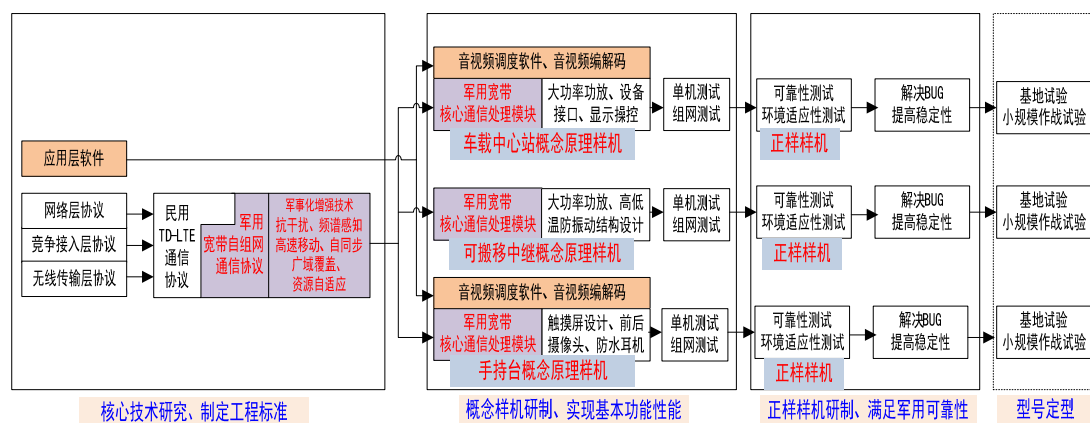 应用层软件
网络层协议
竞争接入层协议
无线传输层协议
民用
TD-LTE
通信
协议
军用
宽带自组网
通信协议
军事化增强技术
抗干扰、频谱感知
高速移动、自同步
广域覆盖、
资源自适应
核心技术研究、制定工程标准
音视频调度软件、音视频编解码
军用宽带
核心通信处理模块
大功率功放、设备
接口、显示操控
车载中心站概念原理样机
单机测试
组网测试
军用宽带
核心通信处理模块
大功率功放、高低
温防振动结构设计
可搬移中继概念原理样机
单机测试
组网测试
音视频调度软件、音视频编解码
军用宽带
核心通信处理模块
触摸屏设计、前后
摄像头、防水耳机
手持台概念原理样机
单机测试
组网测试
概念样机研制、实现基本功能性能
可靠性测试
环境适应性测试
正样样机
解决BUG
提高稳定性
可靠性测试
环境适应性测试
正样样机
解决BUG
提高稳定性
可靠性测试
环境适应性测试
正样样机
解决BUG
提高稳定性
正样样机研制、满足军用可靠性
基地试验
小规模作战试验
基地试验
小规模作战试验
基地试验
小规模作战试验
型号定型